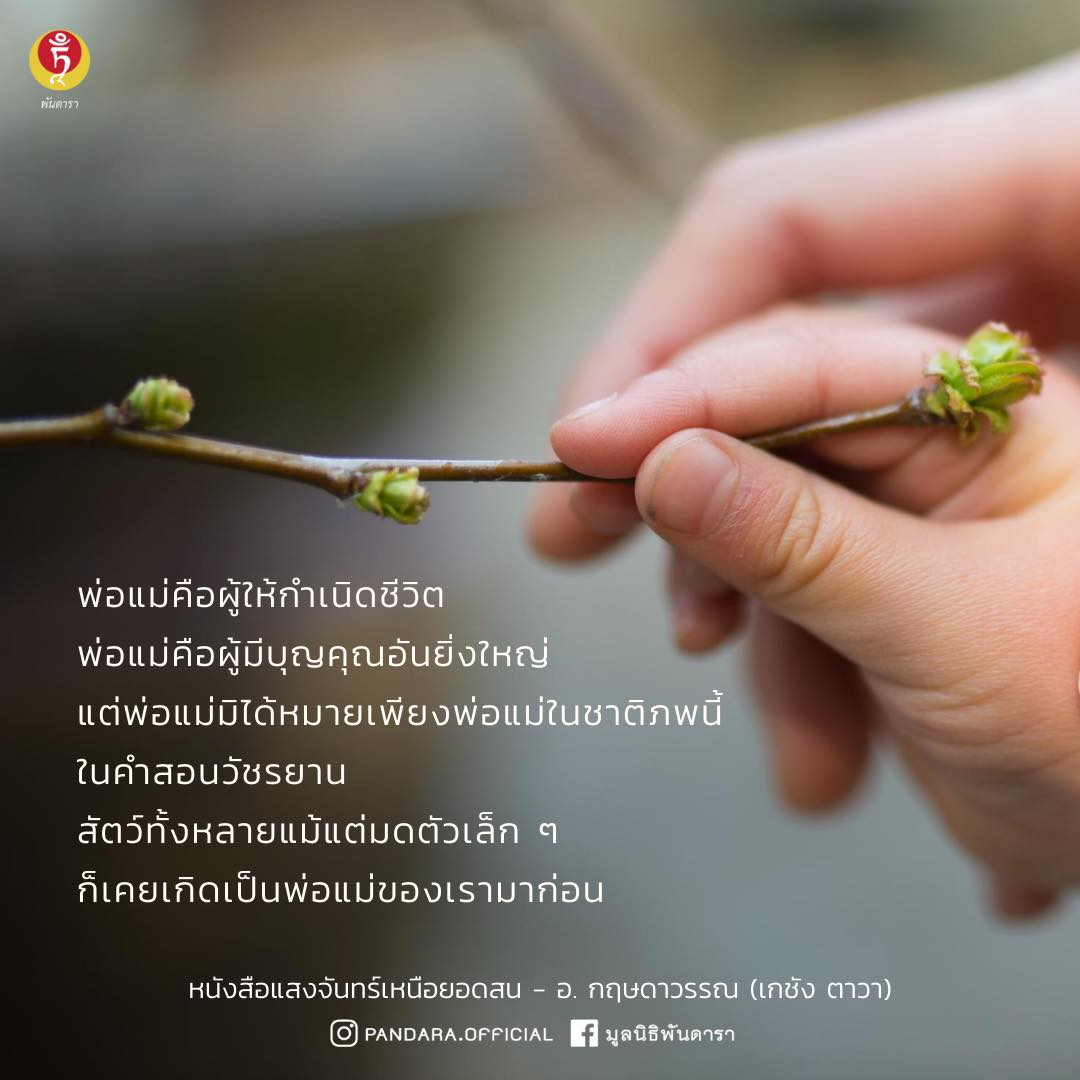 พันดารา
พ่อแม่คือผู้ให้กำเนิดชีวิต
พ่อแม่คือผู้มีบุญคุณอันยิ่งใหญ่
แต่พ่อแม่มิได้หมายเพียงพ่อแม่ในชาติภพนี้
ในคำสอนวัชรยาน
สัตว์ทั้งหลายแม้แต่มดตัวเล็ก ๆ
ก็เคยเกิดเป็นพ่อแม่ของเรามาก่อน
หนังสือแสงจันทร์เหนือยอดสน - อ. กฤษดาวรรณ (เกซัง ตาวา)
PANDARA.OFFICIAL มูลนิธิพันดารา